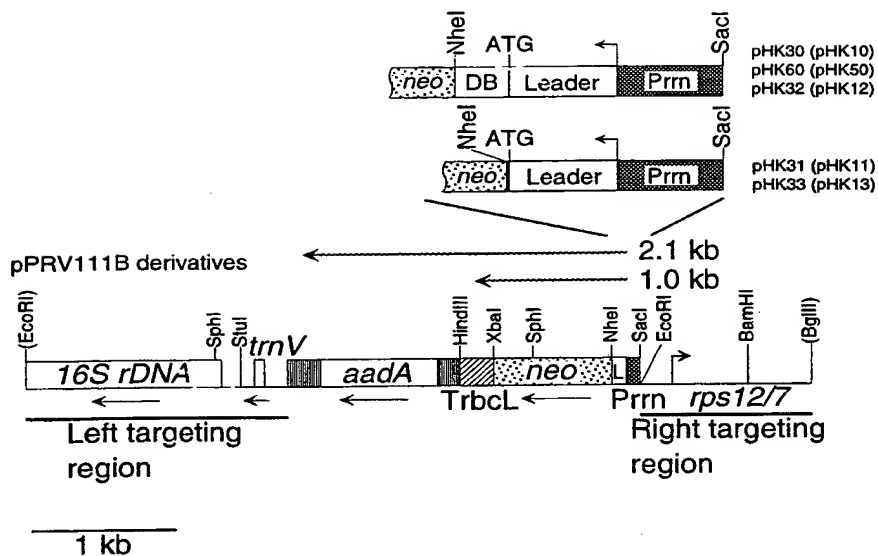 NheI ATG SacI pHK30 (pHK10)
neo DB Leader Prrn pHK60 (pHK50)
pHK32 (pHK12)
NheI ATG SacI
neo Leader Prrn pHK31 (pHK11)
pHK33 (pHK13)
2.1 kb
pPRV111B derivatives
1.0 kb
(EcoRI) SphI StuI HindIII XbaI SphI NheI SacI EcoRI BamHI (BglII)
trnV
16S rDNA aadA neo L
TrbcL Prrn rps12/7
Left targeting Right targeting
region region
1 kb